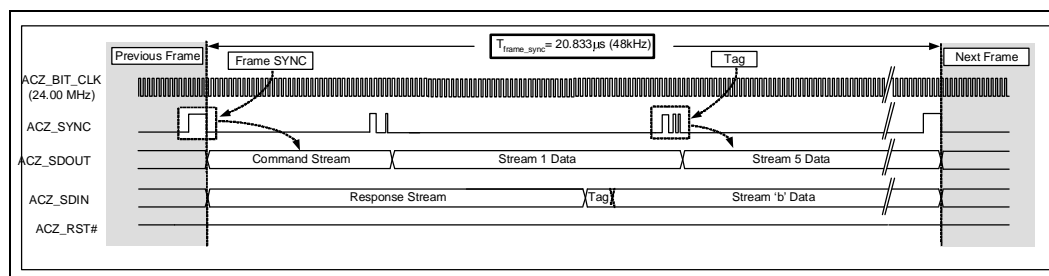 T_frame_sync = 20.833µs (48kHz)
Previous Frame
Frame SYNC
Tag
Next Frame
ACZ_BIT_CLK
(24.00 MHz)
ACZ_SYNC
ACZ_SDOUT
Command Stream
Stream 1 Data
Stream 5 Data
ACZ_SDIN
Response Stream
Tag
Stream 'b' Data
ACZ_RST#